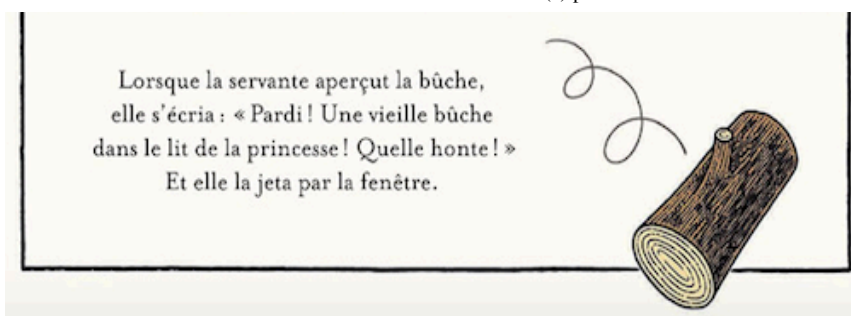 Lorsque la servante aperçut la bûche,
elle s'écria : « Pardi ! Une vieille bûche
dans le lit de la princesse ! Quelle honte ! »
Et elle la jeta par la fenêtre.